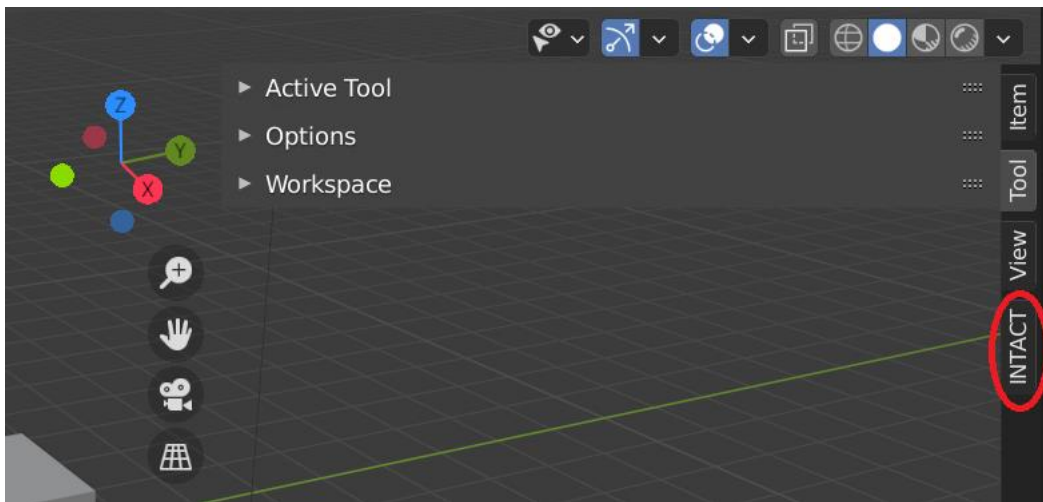 Active Tool
Options
Workspace
Item
Tool
View
INTACT
Z
Y
X